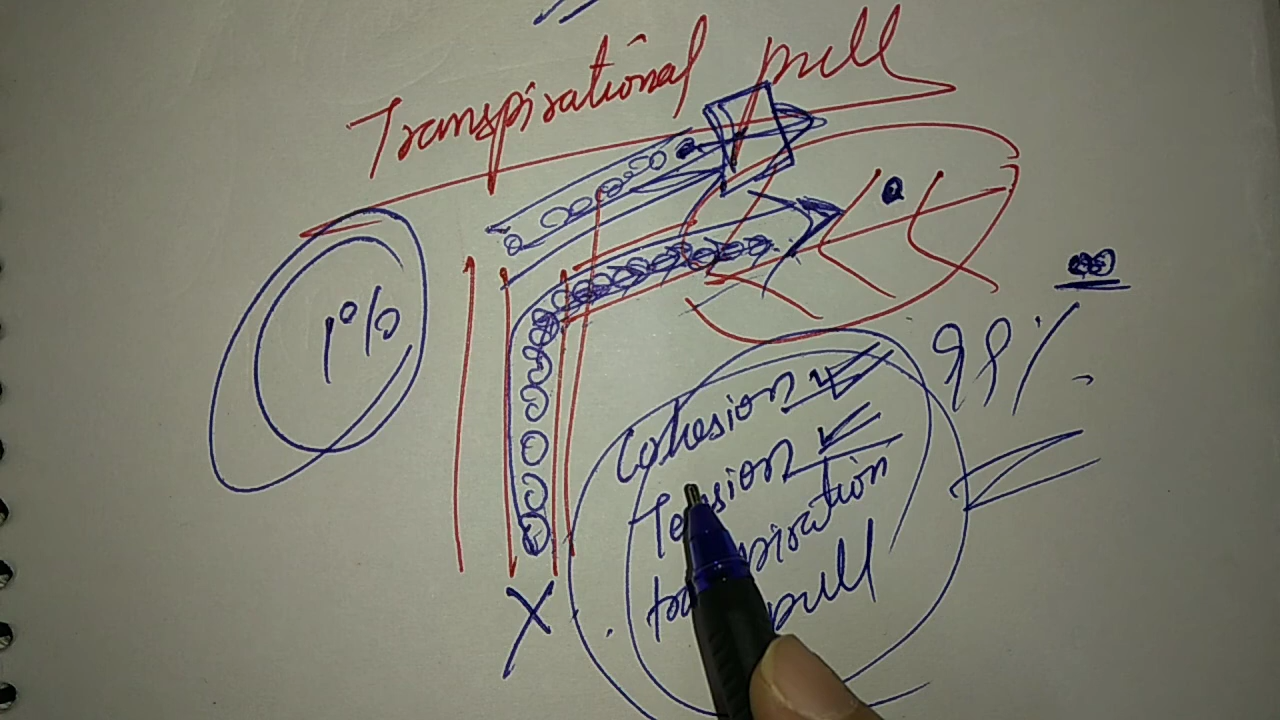 Transpirational pull
1%
99%
Cohesion
Tension
transpiration
pull
X